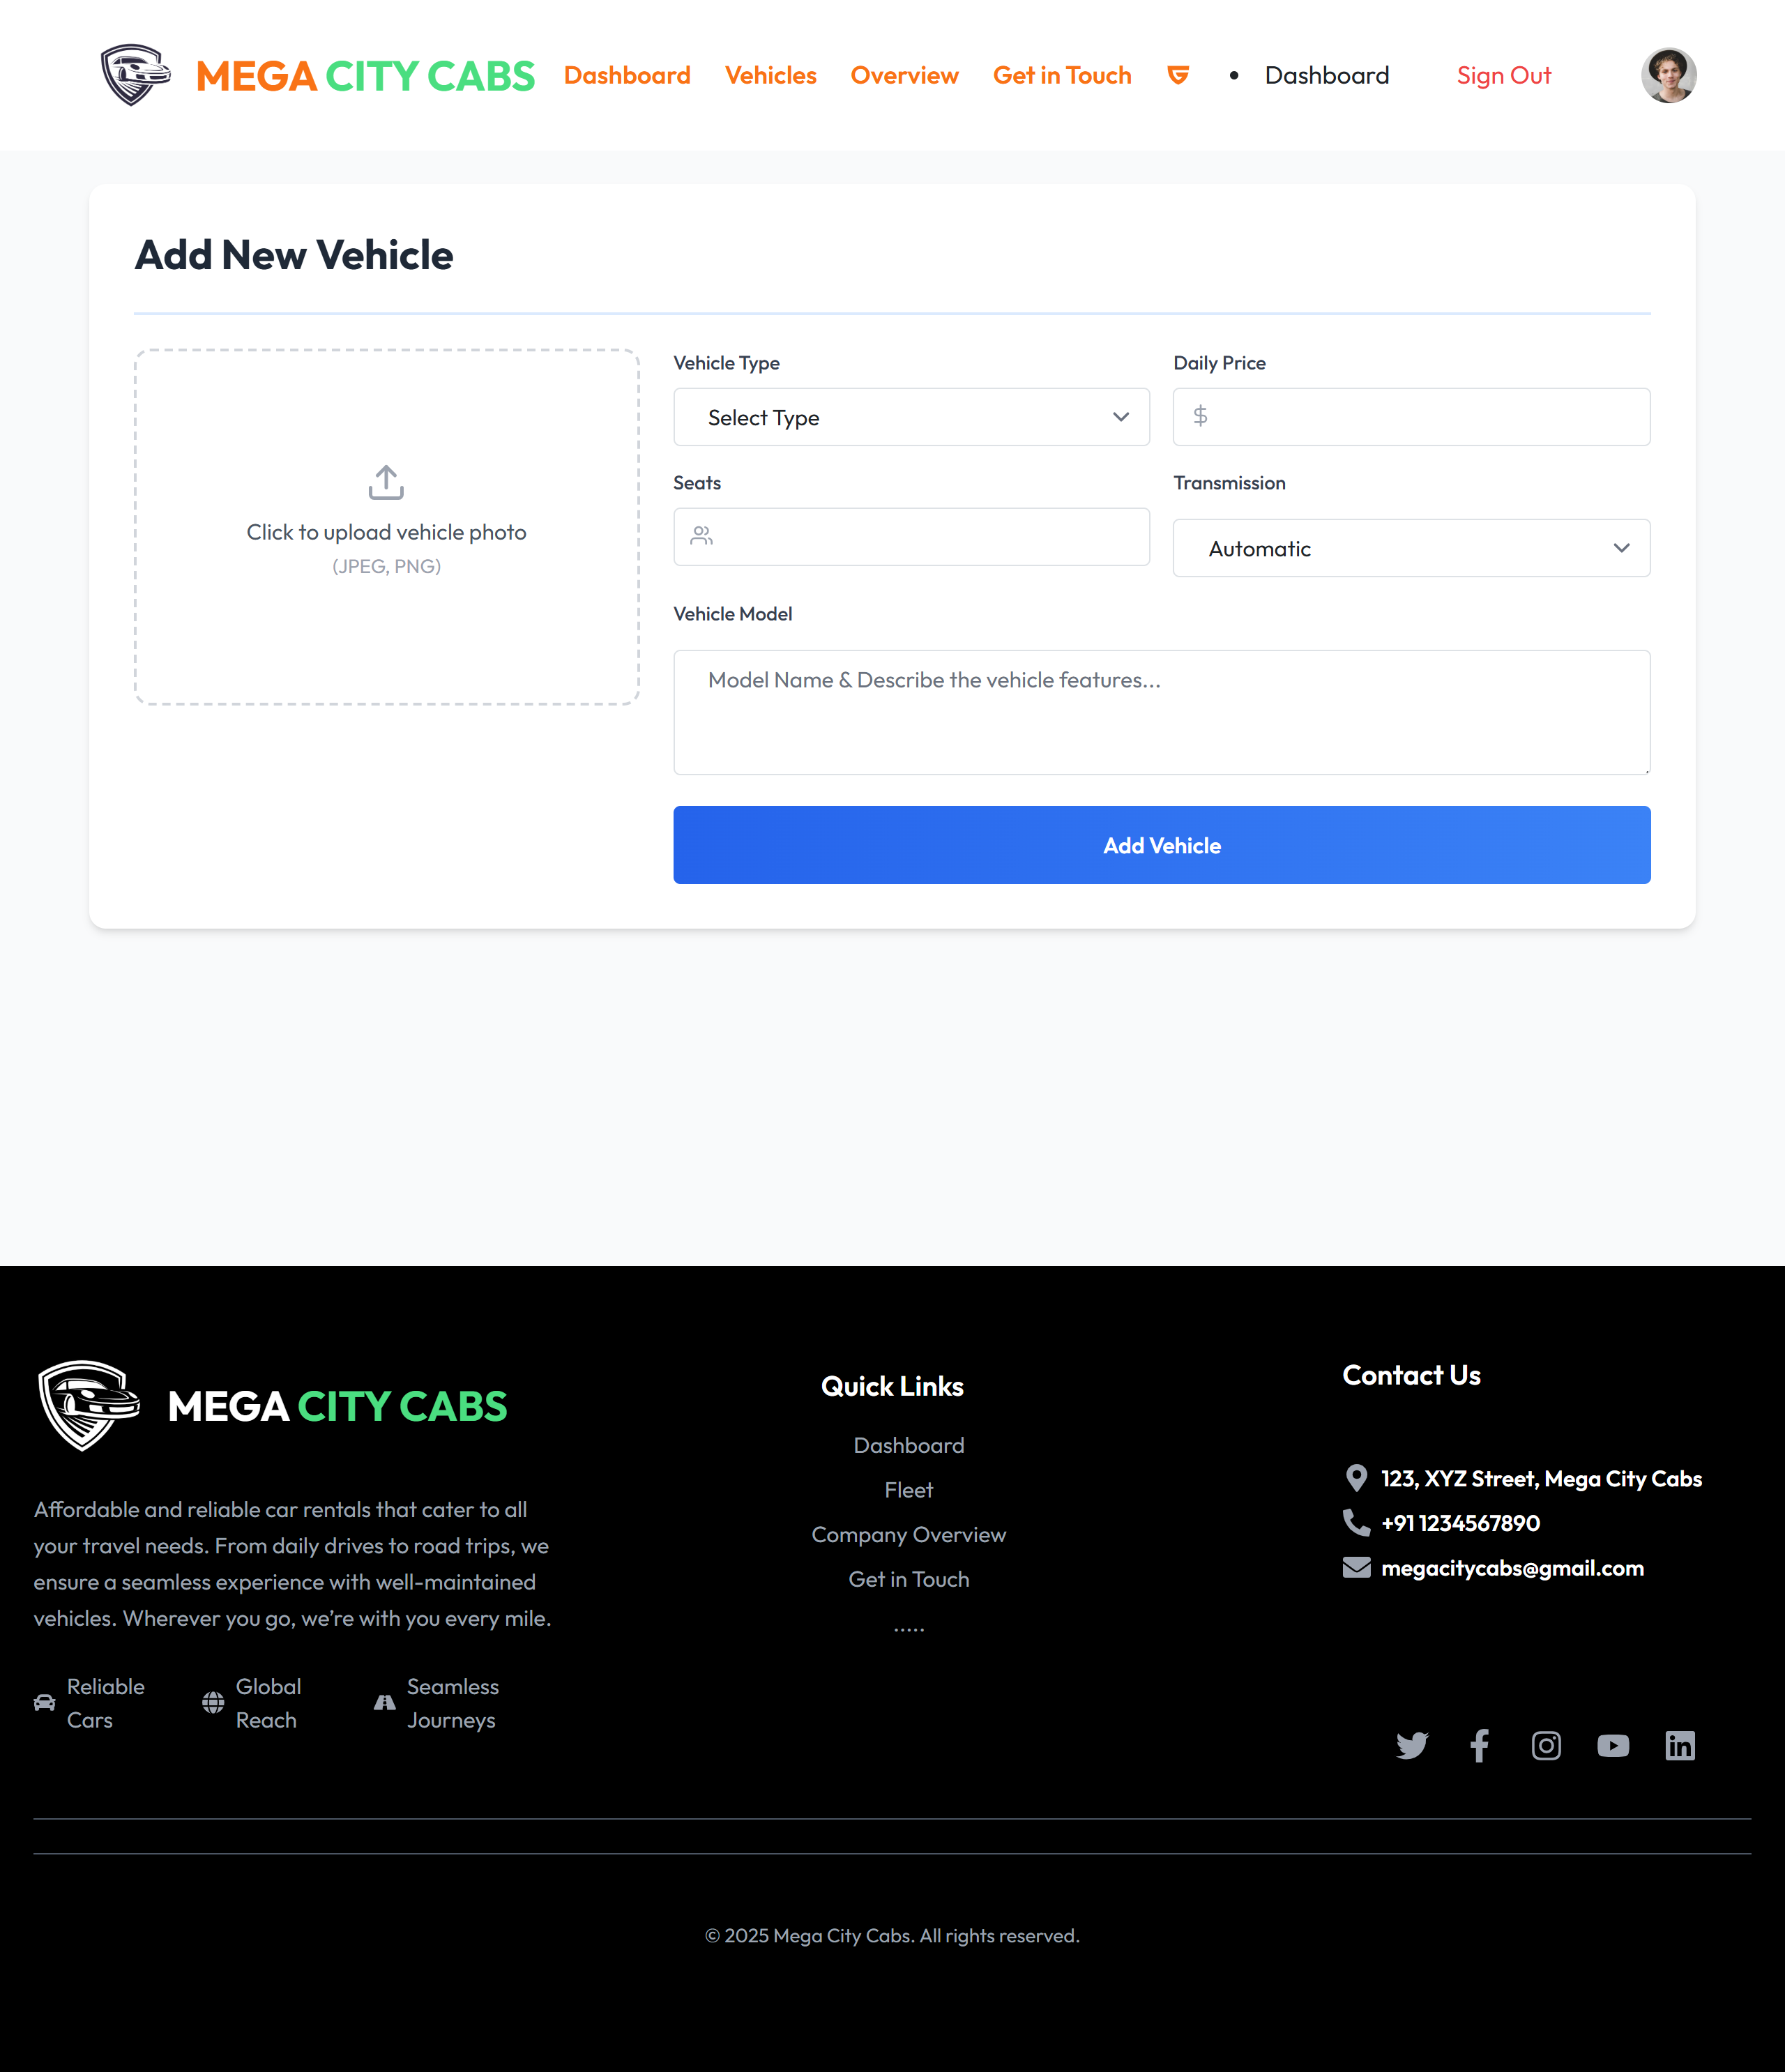 MEGA CITY CABS
Dashboard
Vehicles
Overview
Get in Touch
Dashboard
Sign Out
Add New Vehicle
Click to upload vehicle photo
(JPEG, PNG)
Vehicle Type
Daily Price
Select Type
$
Seats
Transmission
Automatic
Vehicle Model
Model Name & Describe the vehicle features...
Add Vehicle
MEGA CITY CABS
Affordable and reliable car rentals that cater to all
your travel needs. From daily drives to road trips, we
ensure a seamless experience with well-maintained
vehicles. Wherever you go, we’re with you every mile.
Reliable
Cars
Global
Reach
Seamless
Journeys
Quick Links
Dashboard
Fleet
Company Overview
Get in Touch
.....
Contact Us
123, XYZ Street, Mega City Cabs
+91 1234567890
megacitycabs@gmail.com
© 2025 Mega City Cabs. All rights reserved.